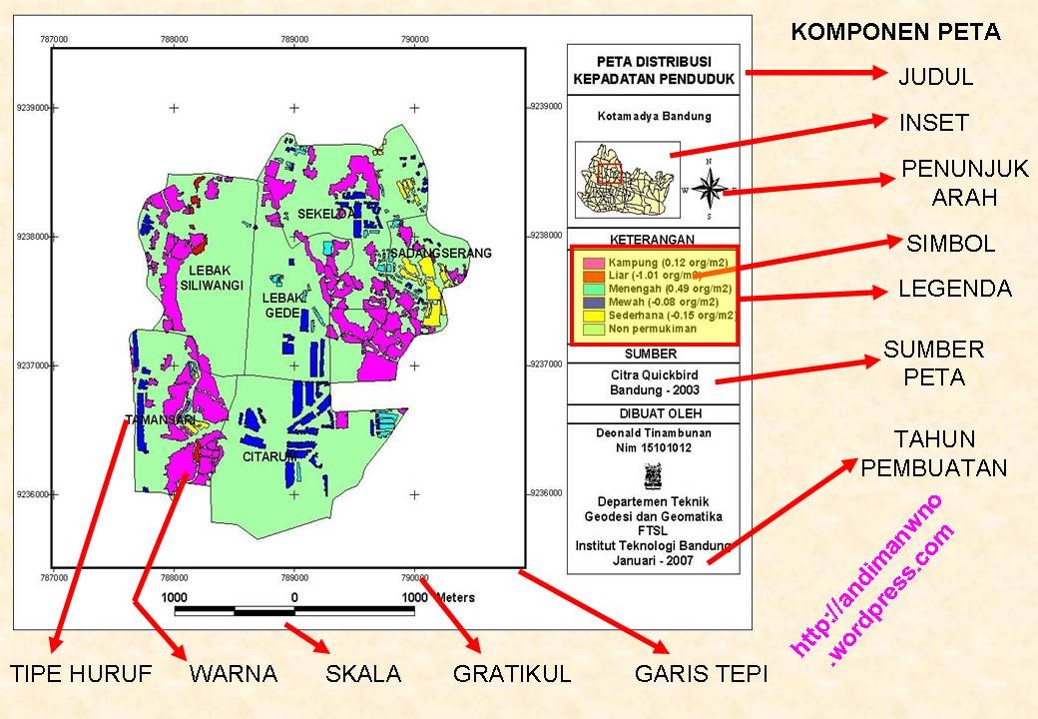 KOMPONEN PETA
787000
788000
789000
790000
9239000
9239000
9238000
9238000
9237000
9237000
9236000
9236000
787000
788000
789000
790000
SEKELOA
SADANGSERANG
LEBAK
SILIWANGI
LEBAK
GEDE
TAMANSARI
CITARUM
1000
0
1000 Meters
PETA DISTRIBUSI
KEPADATAN PENDUDUK
Kotamadya Bandung
N
W
S
KETERANGAN
Kampung (0.12 org/m2)
Liar (-1.01 org/m2)
Menengah (0.49 org/m2)
Mewah (-0.08 org/m2)
Sederhana (-0.15 org/m2)
Non permukiman
SUMBER
Citra Quickbird
Bandung - 2003
DIBUAT OLEH
Deonald Tinambunan
Nim 15101012
Departemen Teknik
Geodesi dan Geomatika
FTSL
Institut Teknologi Bandung
Januari - 2007
JUDUL
INSET
PENUNJUK
ARAH
SIMBOL
LEGENDA
SUMBER
PETA
TAHUN
PEMBUATAN
http://andimanwno
.wordpress.com
TIPE HURUF
WARNA
SKALA
GRATIKUL
GARIS TEPI